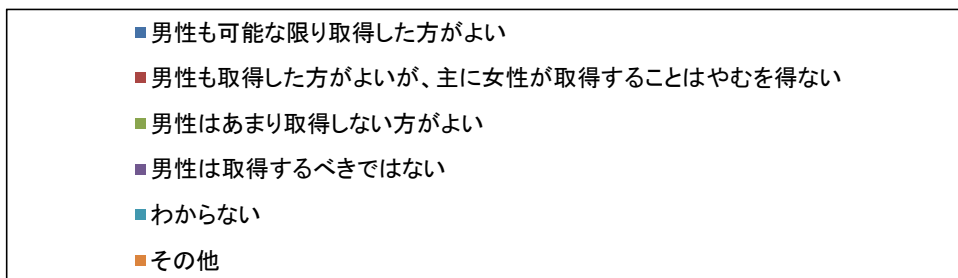 男性も可能な限り取得した方がよい
男性も取得した方がよいが、主に女性が取得することはやむを得ない
男性はあまり取得しない方がよい
男性は取得するべきではない
わからない
その他